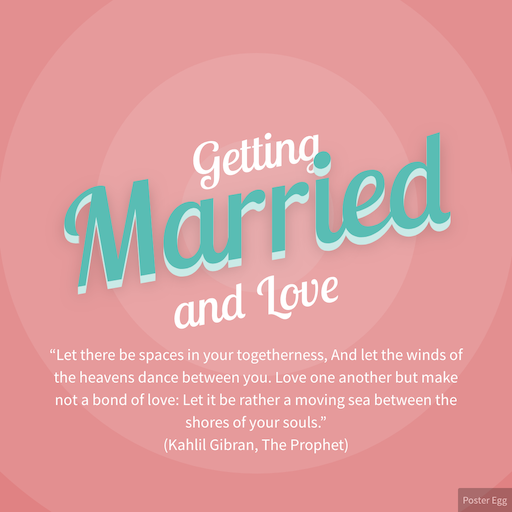 Getting
Married
and Love
“Let there be spaces in your togetherness, And let the winds of
the heavens dance between you. Love one another but make
not a bond of love: Let it be rather a moving sea between the
shores of your souls.”
(Kahlil Gibran, The Prophet)
Poster Egg